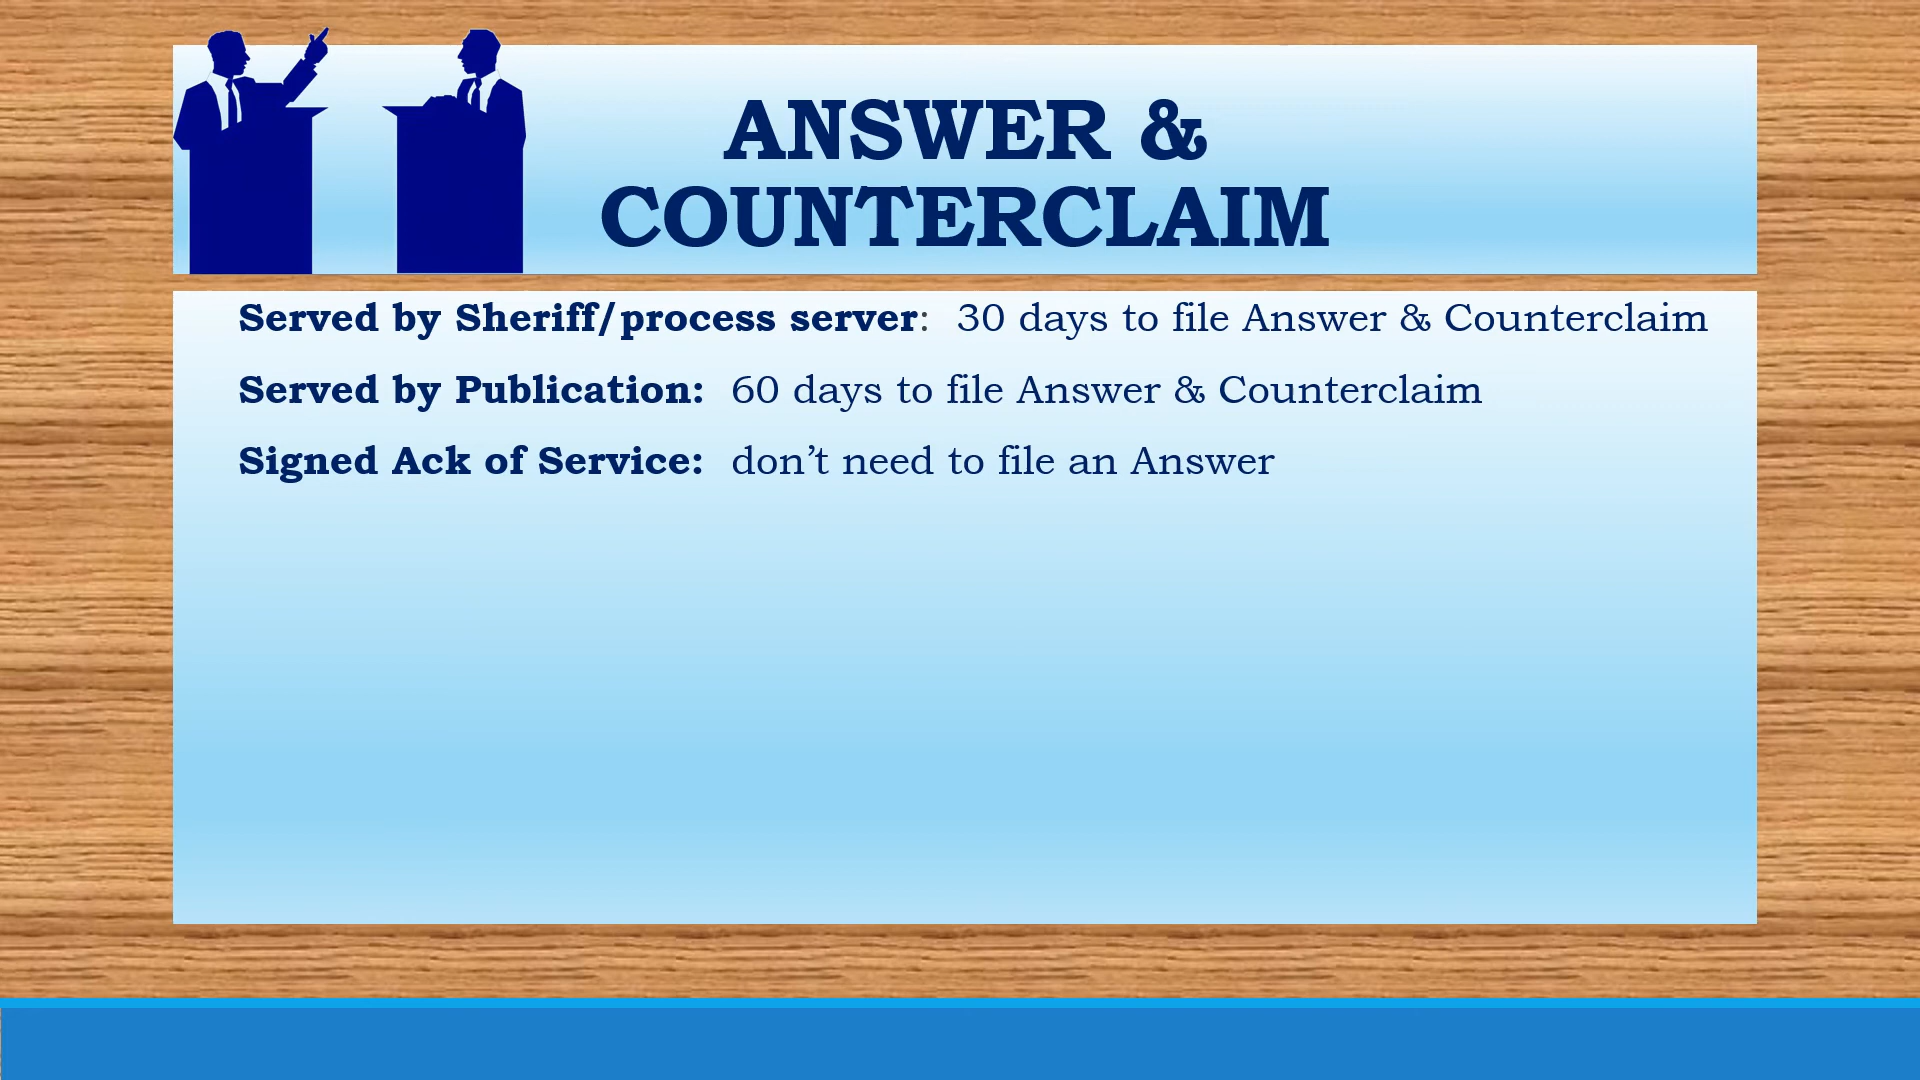 ANSWER &
COUNTERCLAIM
Served by Sheriff/process server: 30 days to file Answer & Counterclaim
Served by Publication: 60 days to file Answer & Counterclaim
Signed Ack of Service: don’t need to file an Answer